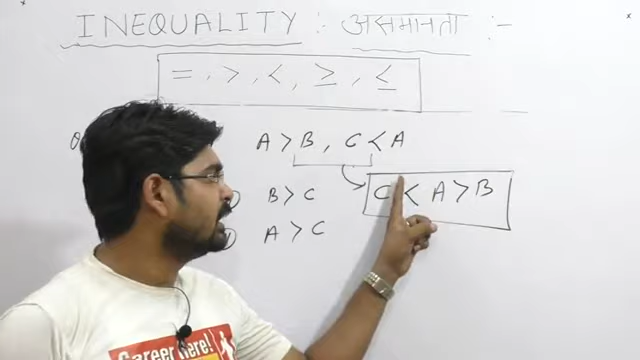 INEQUALITY : असमानता :-
=, >, <, ≥, ≤
A > B, C < A
B > C
A > C
C < A > B
Career here!